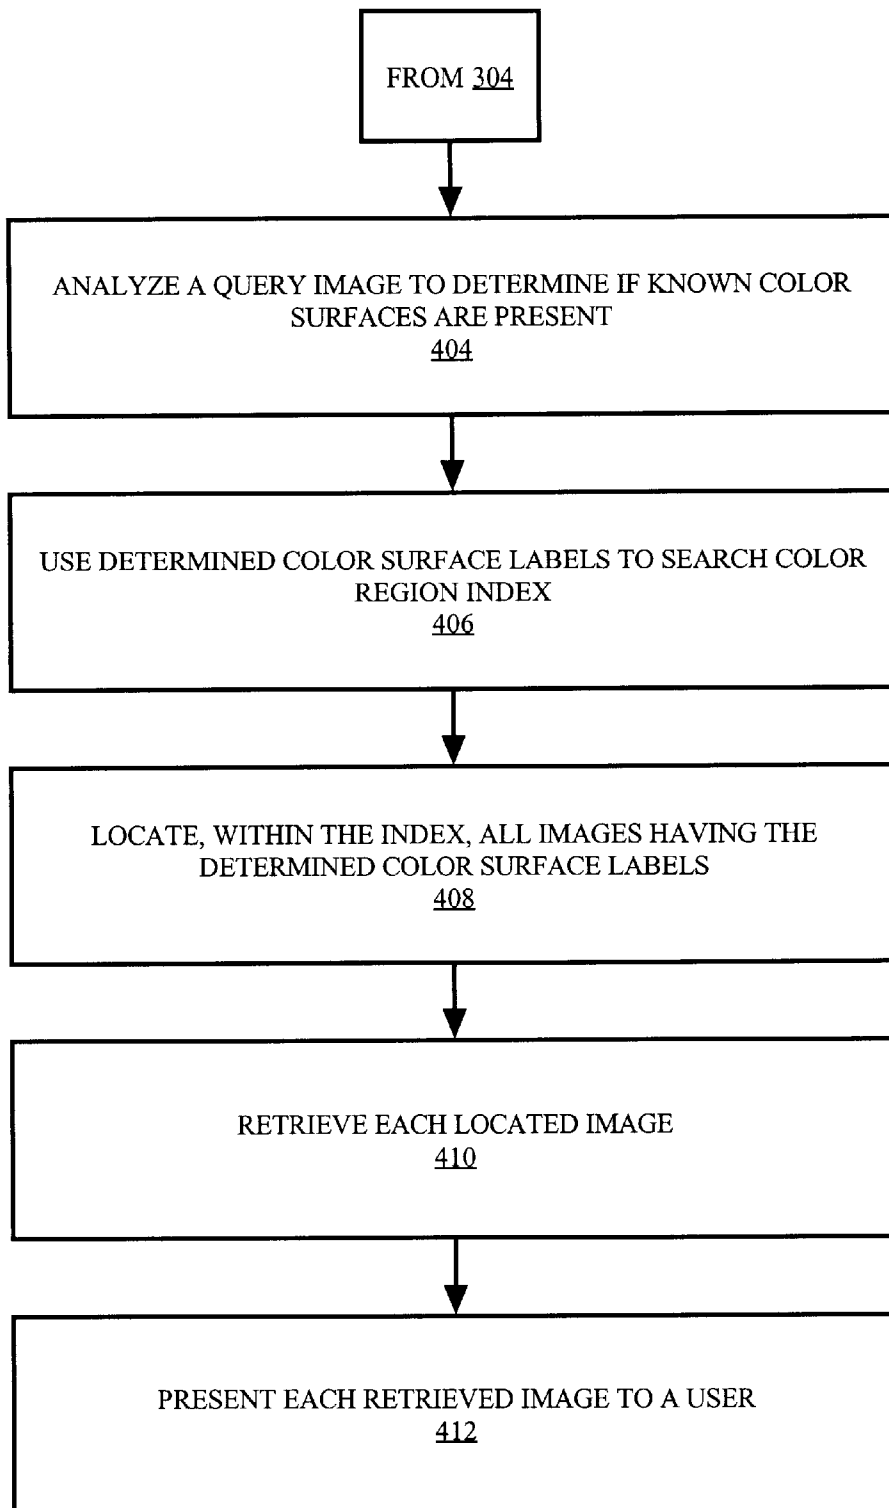 FROM 304
ANALYZE A QUERY IMAGE TO DETERMINE IF KNOWN COLOR
SURFACES ARE PRESENT
404
USE DETERMINED COLOR SURFACE LABELS TO SEARCH COLOR
REGION INDEX
406
LOCATE, WITHIN THE INDEX, ALL IMAGES HAVING THE
DETERMINED COLOR SURFACE LABELS
408
RETRIEVE EACH LOCATED IMAGE
410
PRESENT EACH RETRIEVED IMAGE TO A USER
412